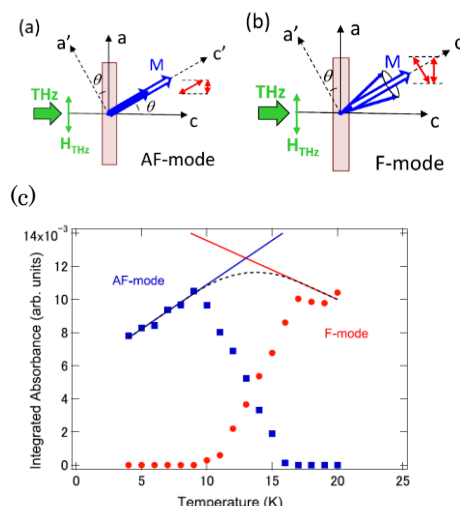 (a)
a'
a
c'
M
θ
θ
THz
H_THz
c
AF-mode
(b)
a'
a
c'
M
θ
THz
H_THz
c
F-mode
(c)
14x10⁻³
12
10
8
6
4
2
0
Integrated Absorbance (arb. units)
AF-mode
F-mode
0 5 10 15 20 25
Temperature (K)